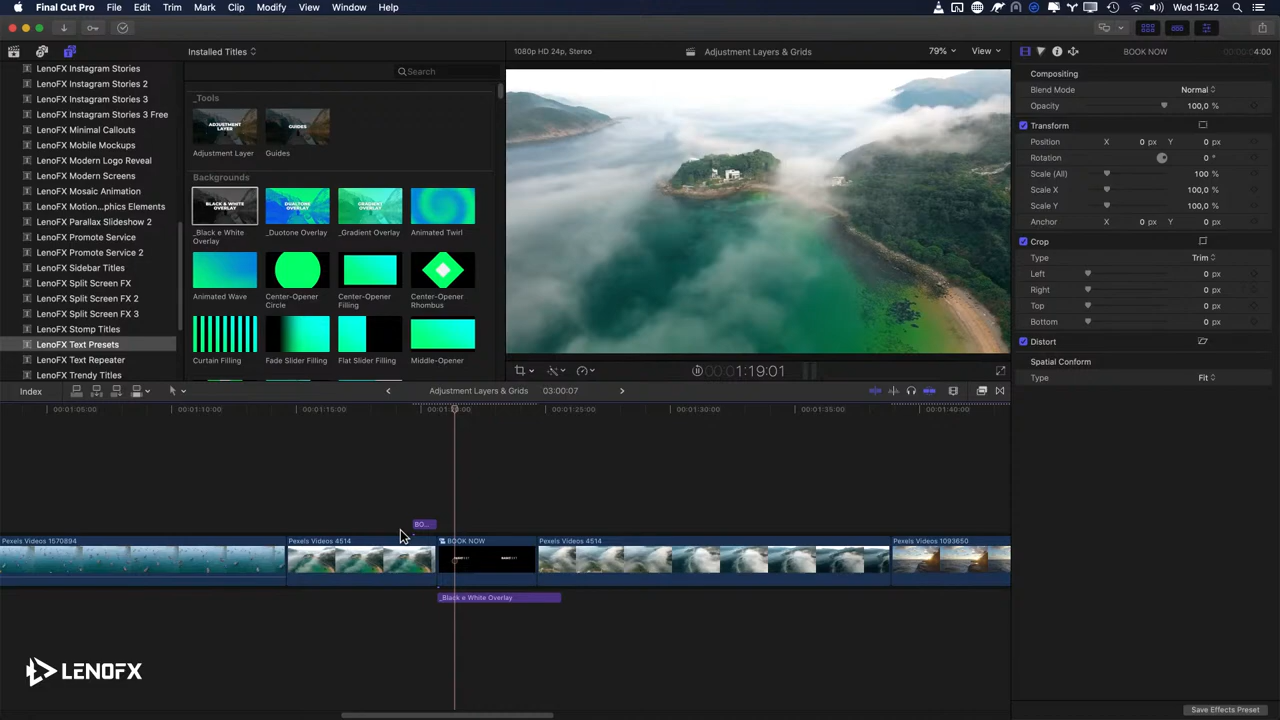 Final Cut Pro File Edit Trim Mark Clip Modify View Window Help Wed 15:42
Installed Titles 1080p HD 24p, Stereo Adjustment Layers & Grids 79% View BOOK NOW 4:00
LenoFX Instagram Stories
LenoFX Instagram Stories 2
LenoFX Instagram Stories 3
LenoFX Instagram Stories 3 Free
LenoFX Minimal Callouts
LenoFX Mobile Mockups
LenoFX Modern Logo Reveal
LenoFX Modern Screens
LenoFX Mosaic Animation
LenoFX Motion...phics Elements
LenoFX Parallax Slideshow 2
LenoFX Promote Service
LenoFX Promote Service 2
LenoFX Sidebar Titles
LenoFX Split Screen FX
LenoFX Split Screen FX 2
LenoFX Split Screen FX 3
LenoFX Stomp Titles
LenoFX Text Presets
LenoFX Text Repeater
LenoFX Trendy Titles
Search
_Tools
ADJUSTMENT
LAYER
GUIDES
Adjustment Layer Guides
Backgrounds
BLACK & WHITE
OVERLAY
DUALTONE
OVERLAY
GRADIENT
OVERLAY
_Black e White
Overlay
_Duotone Overlay
_Gradient Overlay
Animated Twirl
Animated Wave
Center-Opener
Circle
Center-Opener
Filling
Center-Opener
Rhombus
Curtain Filling Fade Slider Filling Flat Slider Filling Middle-Opener
1:19:01
Compositing
Blend Mode Normal
Opacity 100,0 %
Transform
Position X 0 px Y 0 px
Rotation 0 °
Scale (All) 100 %
Scale X 100,0 %
Scale Y 100,0 %
Anchor X 0 px Y 0 px
Crop
Type Trim
Left 0 px
Right 0 px
Top 0 px
Bottom 0 px
Distort
Spatial Conform
Type Fit
Index Adjustment Layers & Grids 03:00:07
00:01:05:00 00:01:10:00 00:01:15:00 00:01:25:00 00:01:30:00 00:01:35:00 00:01:40:00
BO...
Pexels Videos 1570894 Pexels Videos 4514 BOOK NOW Pexels Videos 4514 Pexels Videos 1093650
_Black e White Overlay
LENOFX
Save Effects Preset